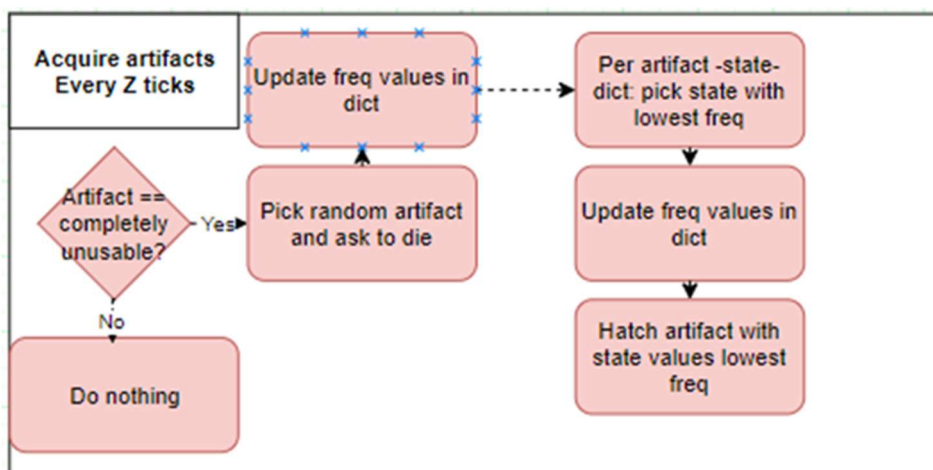 Acquire artifacts
Every Z ticks
Artifact ==
completely
unusable?
Yes
No
Do nothing
Pick random artifact
and ask to die
Update freq values in
dict
Per artifact -state-
dict: pick state with
lowest freq
Update freq values in
dict
Hatch artifact with
state values lowest
freq